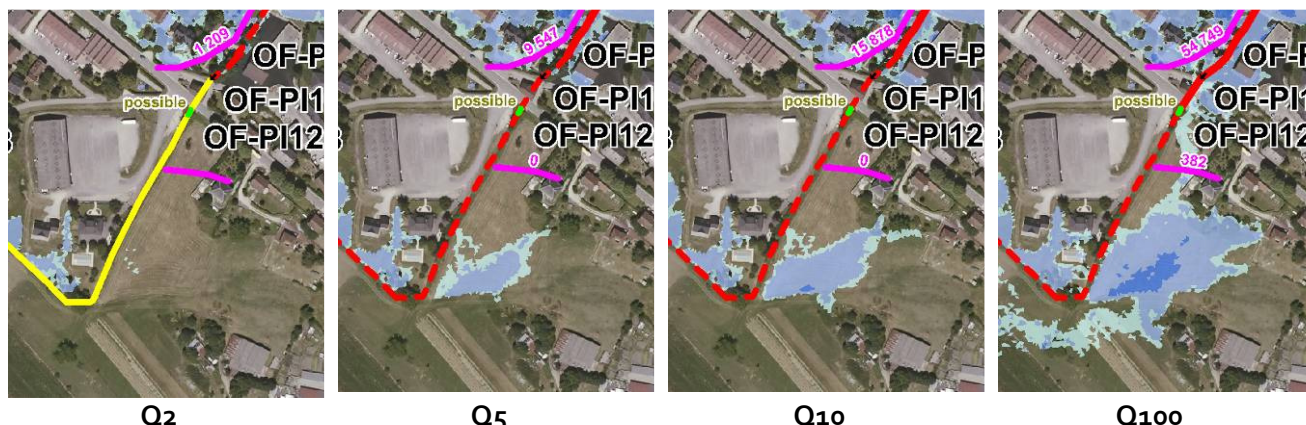 1 209
OF-P
possible
OF-PI1
OF-PI12
3
Q2
9 547
OF-P
possible
OF-PI1
OF-PI12
0
Q5
15 878
OF-P
possible
OF-PI1
OF-PI12
0
Q10
54 749
OF-P
possible
OF-PI1
OF-PI12
3
382
Q100